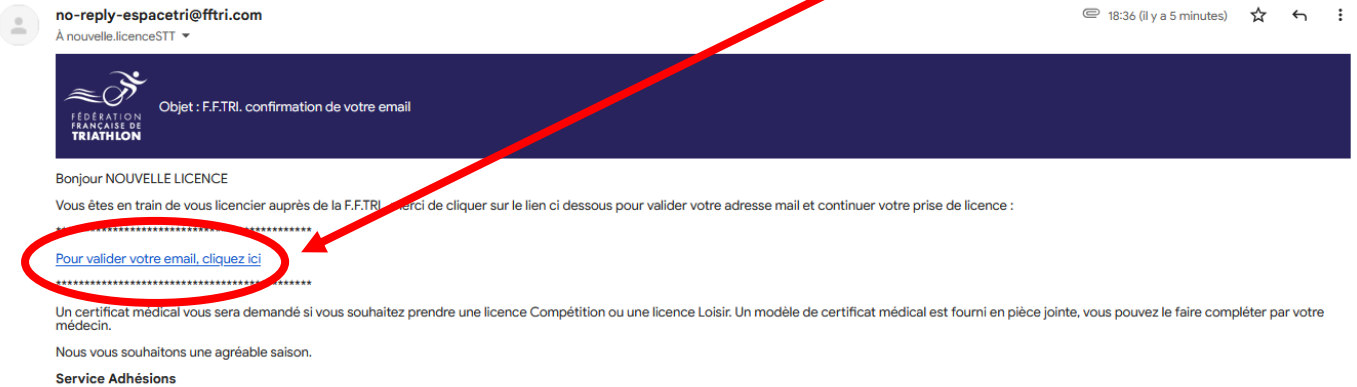 no-reply-espacetri@fftri.com
18:36 (il y a 5 minutes)
À nouvelle.licenceSTT
FÉDÉRATION
FRANÇAISE DE
TRIATHLON
Objet : F.F.TRI. confirmation de votre email
Bonjour NOUVELLE LICENCE
Vous êtes en train de vous licencier auprès de la F.F.TRI. merci de cliquer sur le lien ci dessous pour valider votre adresse mail et continuer votre prise de licence :
********************************************
Pour valider votre email, cliquez ici
********************************************
Un certificat médical vous sera demandé si vous souhaitez prendre une licence Compétition ou une licence Loisir. Un modèle de certificat médical est fourni en pièce jointe, vous pouvez le faire compléter par votre
médecin.
Nous vous souhaitons une agréable saison.
Service Adhésions